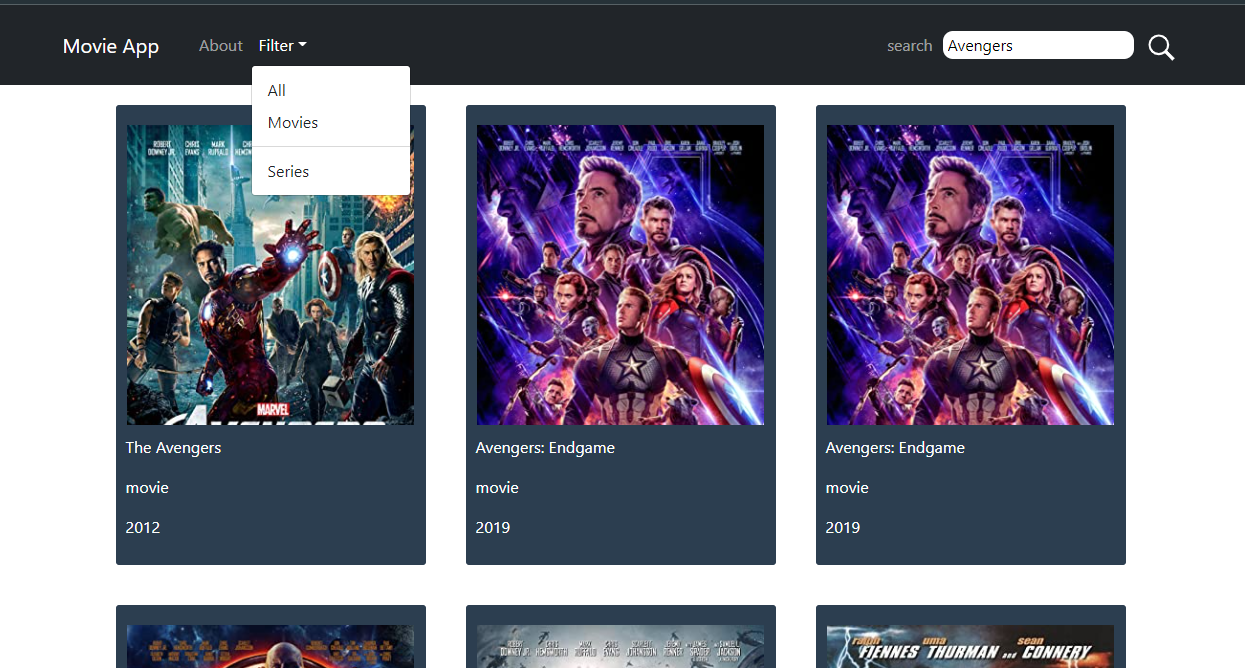 Movie App About Filter search Avengers
All
Movies
Series
ROBERT DOWNEY JR. CHRIS EVANS MARK RUFFALO
MARVEL
The Avengers
movie
2012
Avengers: Endgame
movie
2019
Avengers: Endgame
movie
2019
ralph uma sean
FIENNES THURMAN and CONNERY